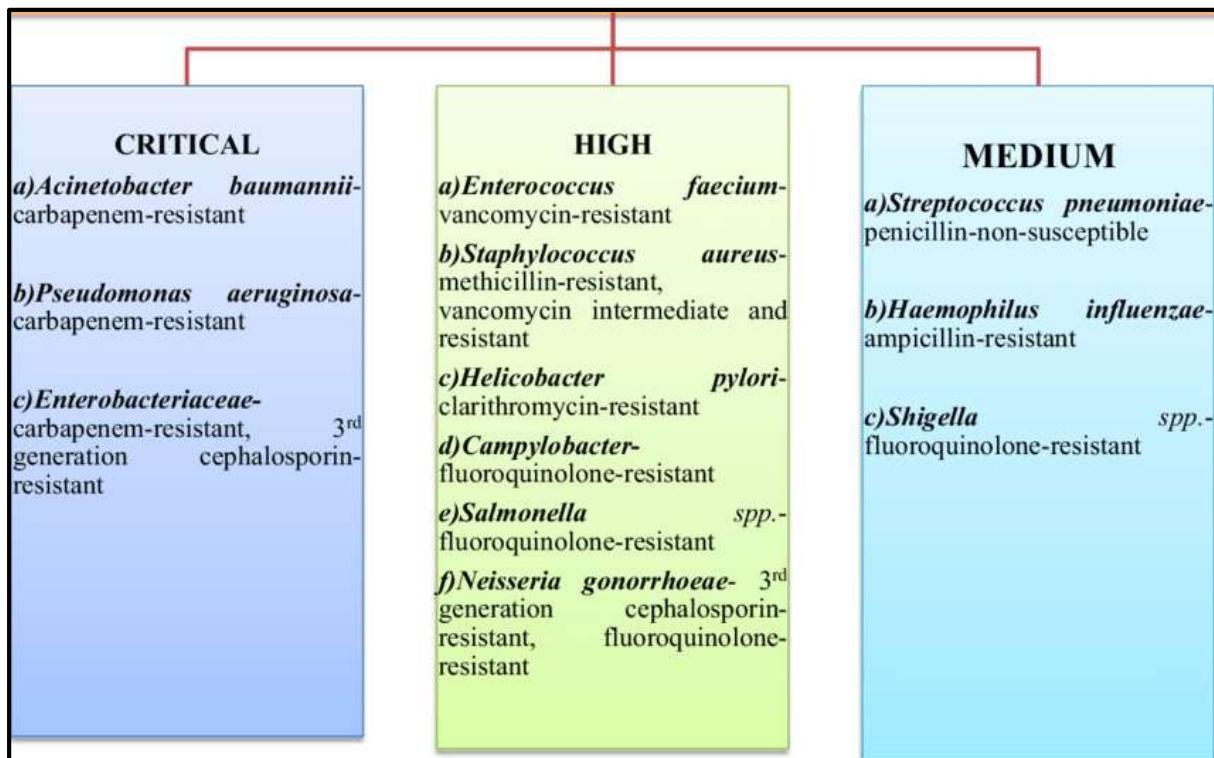 CRITICAL
a)Acinetobacter baumannii-
carbapenem-resistant
b)Pseudomonas aeruginosa-
carbapenem-resistant
c)Enterobacteriaceae-
carbapenem-resistant, 3rd
generation cephalosporin-
resistant
HIGH
a)Enterococcus faecium-
vancomycin-resistant
b)Staphylococcus aureus-
methicillin-resistant,
vancomycin intermediate and
resistant
c)Helicobacter pylori-
clarithromycin-resistant
d)Campylobacter-
fluoroquinolone-resistant
e)Salmonella spp.-
fluoroquinolone-resistant
f)Neisseria gonorrhoeae- 3rd
generation cephalosporin-
resistant, fluoroquinolone-
resistant
MEDIUM
a)Streptococcus pneumoniae-
penicillin-non-susceptible
b)Haemophilus influenzae-
ampicillin-resistant
c)Shigella spp.-
fluoroquinolone-resistant